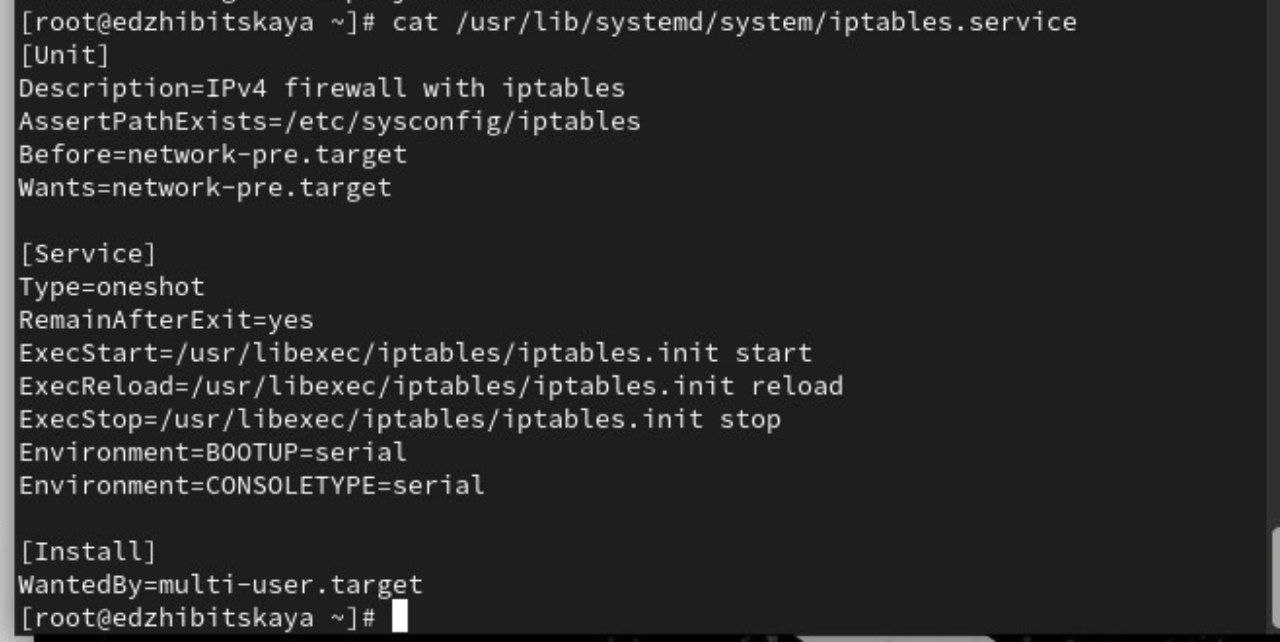 [root@edzhibitskaya ~]# cat /usr/lib/systemd/system/iptables.service
[Unit]
Description=IPv4 firewall with iptables
AssertPathExists=/etc/sysconfig/iptables
Before=network-pre.target
Wants=network-pre.target
[Service]
Type=oneshot
RemainAfterExit=yes
ExecStart=/usr/libexec/iptables/iptables.init start
ExecReload=/usr/libexec/iptables/iptables.init reload
ExecStop=/usr/libexec/iptables/iptables.init stop
Environment=BOOTUP=serial
Environment=CONSOLETYPE=serial
[Install]
WantedBy=multi-user.target
[root@edzhibitskaya ~]#